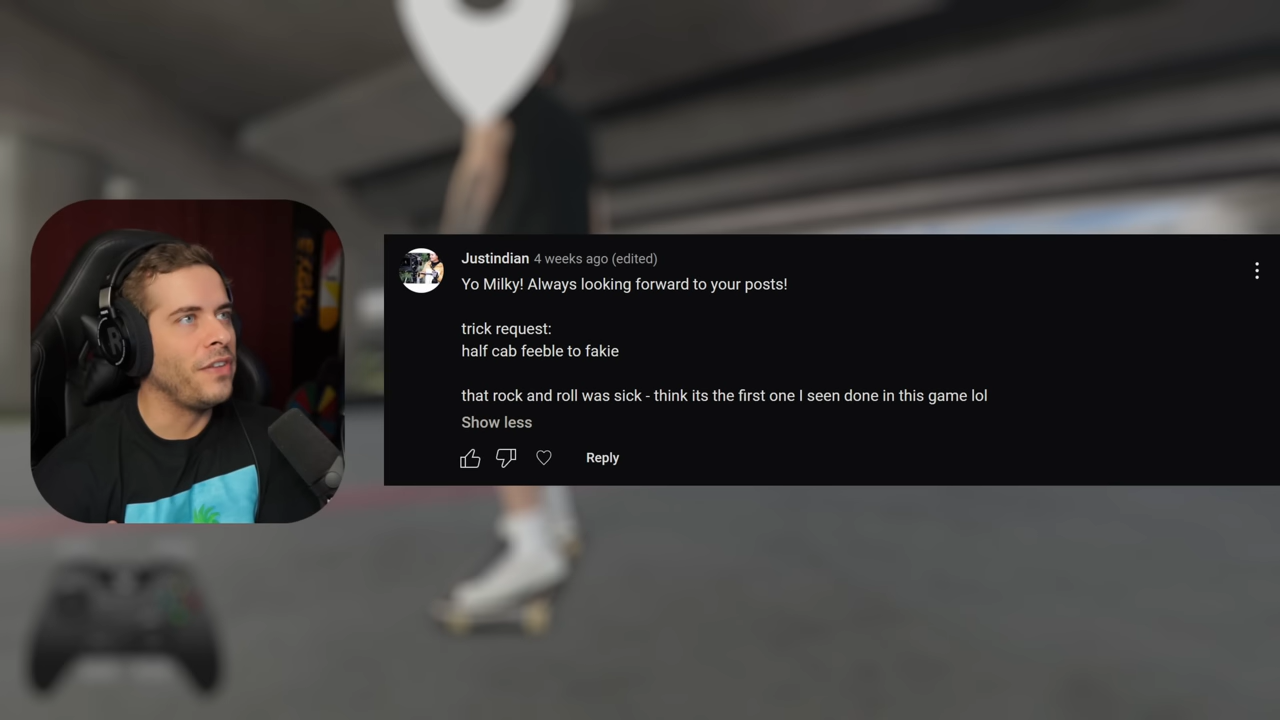 Justindian 4 weeks ago (edited)
Yo Milky! Always looking forward to your posts!
trick request:
half cab feeble to fakie
that rock and roll was sick - think its the first one I seen done in this game lol
Show less
Reply